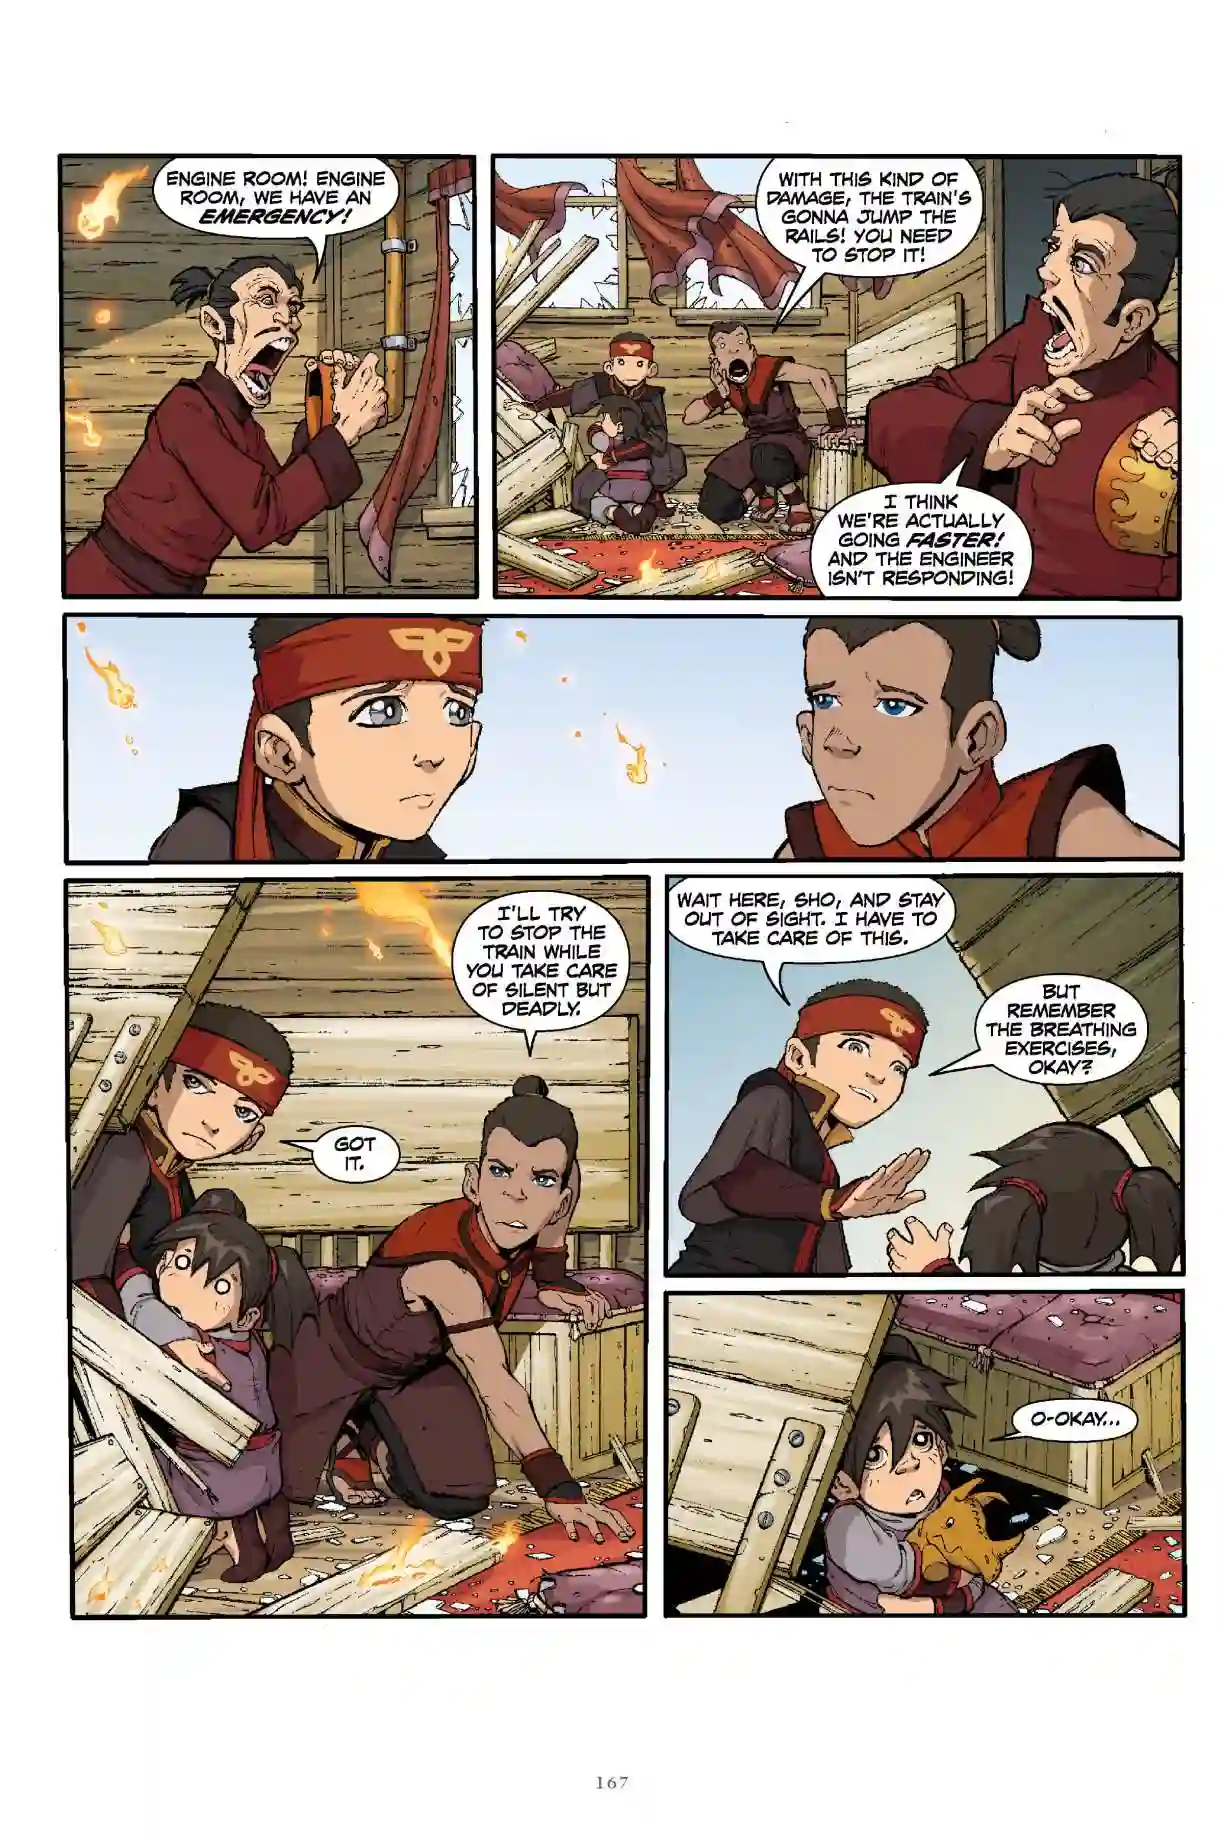 ENGINE ROOM! ENGINE
ROOM, WE HAVE AN
EMERGENCY!
WITH THIS KIND OF
DAMAGE, THE TRAIN'S
GONNA JUMP THE
RAILS! YOU NEED
TO STOP IT!
I THINK
WE'RE ACTUALLY
GOING FASTER!
AND THE ENGINEER
ISN'T RESPONDING!
I'LL TRY
TO STOP THE
TRAIN WHILE
YOU TAKE CARE
OF SILENT BUT
DEADLY.
GOT
IT.
WAIT HERE, SHO, AND STAY
OUT OF SIGHT. I HAVE TO
TAKE CARE OF THIS.
BUT
REMEMBER
THE BREATHING
EXERCISES,
OKAY?
O-OKAY...
167